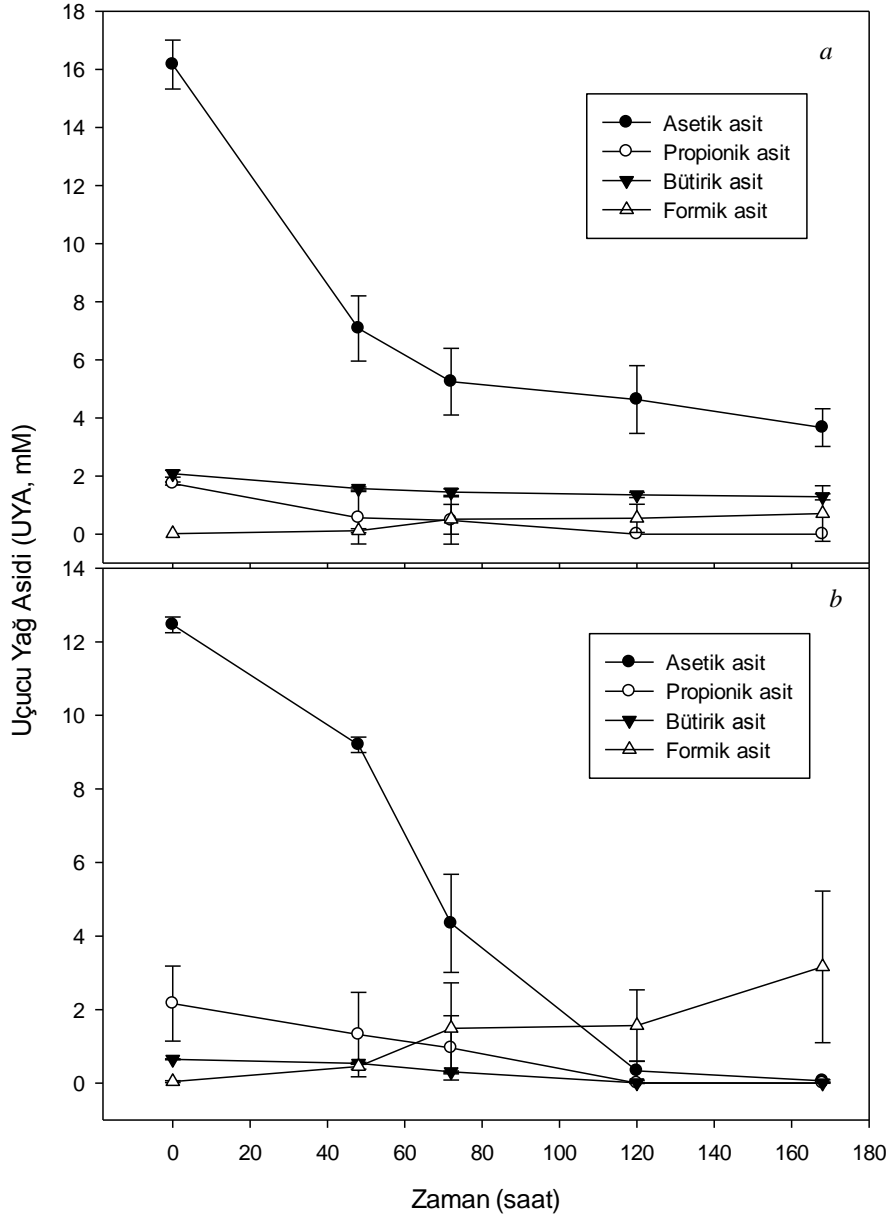 18
16
14
12
10
8
6
4
2
0
a
Asetik asit
Propionik asit
Bütirik asit
Formik asit
Uçucu Yağ Asidi (UYA, mM)
14
12
10
8
6
4
2
0
b
Asetik asit
Propionik asit
Bütirik asit
Formik asit
0 20 40 60 80 100 120 140 160 180
Zaman (saat)